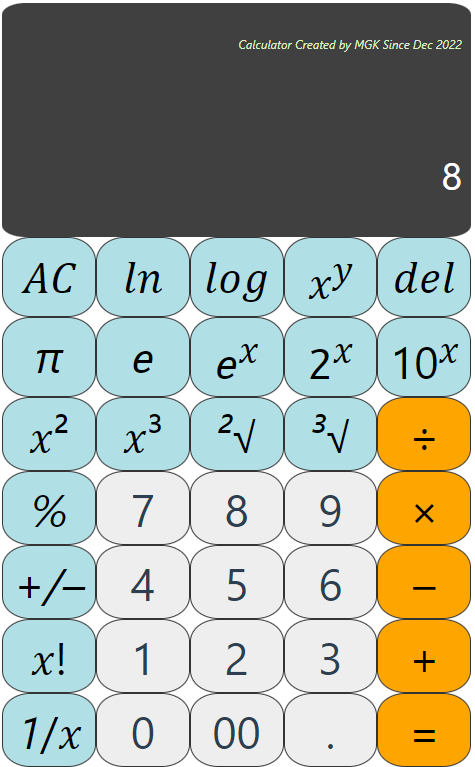 Calculator Created by MGK Since Dec 2022
8
AC ln log xʸ del
π e eˣ 2ˣ 10ˣ
x² x³ ²√ ³√ ÷
% 7 8 9 ×
+/− 4 5 6 −
x! 1 2 3 +
1/x 0 00 . =